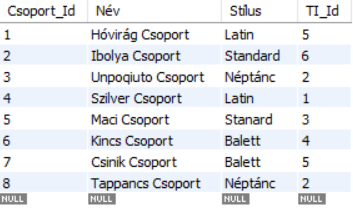 Csoport_Id Név Stílus TI_Id
1 Hóvirág Csoport Latin 5
2 Ibolya Csoport Standard 6
3 Unpoqiuto Csoport Néptánc 2
4 Szilver Csoport Latin 1
5 Maci Csoport Stanard 3
6 Kincs Csoport Balett 4
7 Csinik Csoport Balett 5
8 Tappancs Csoport Néptánc 2
NULL NULL NULL NULL